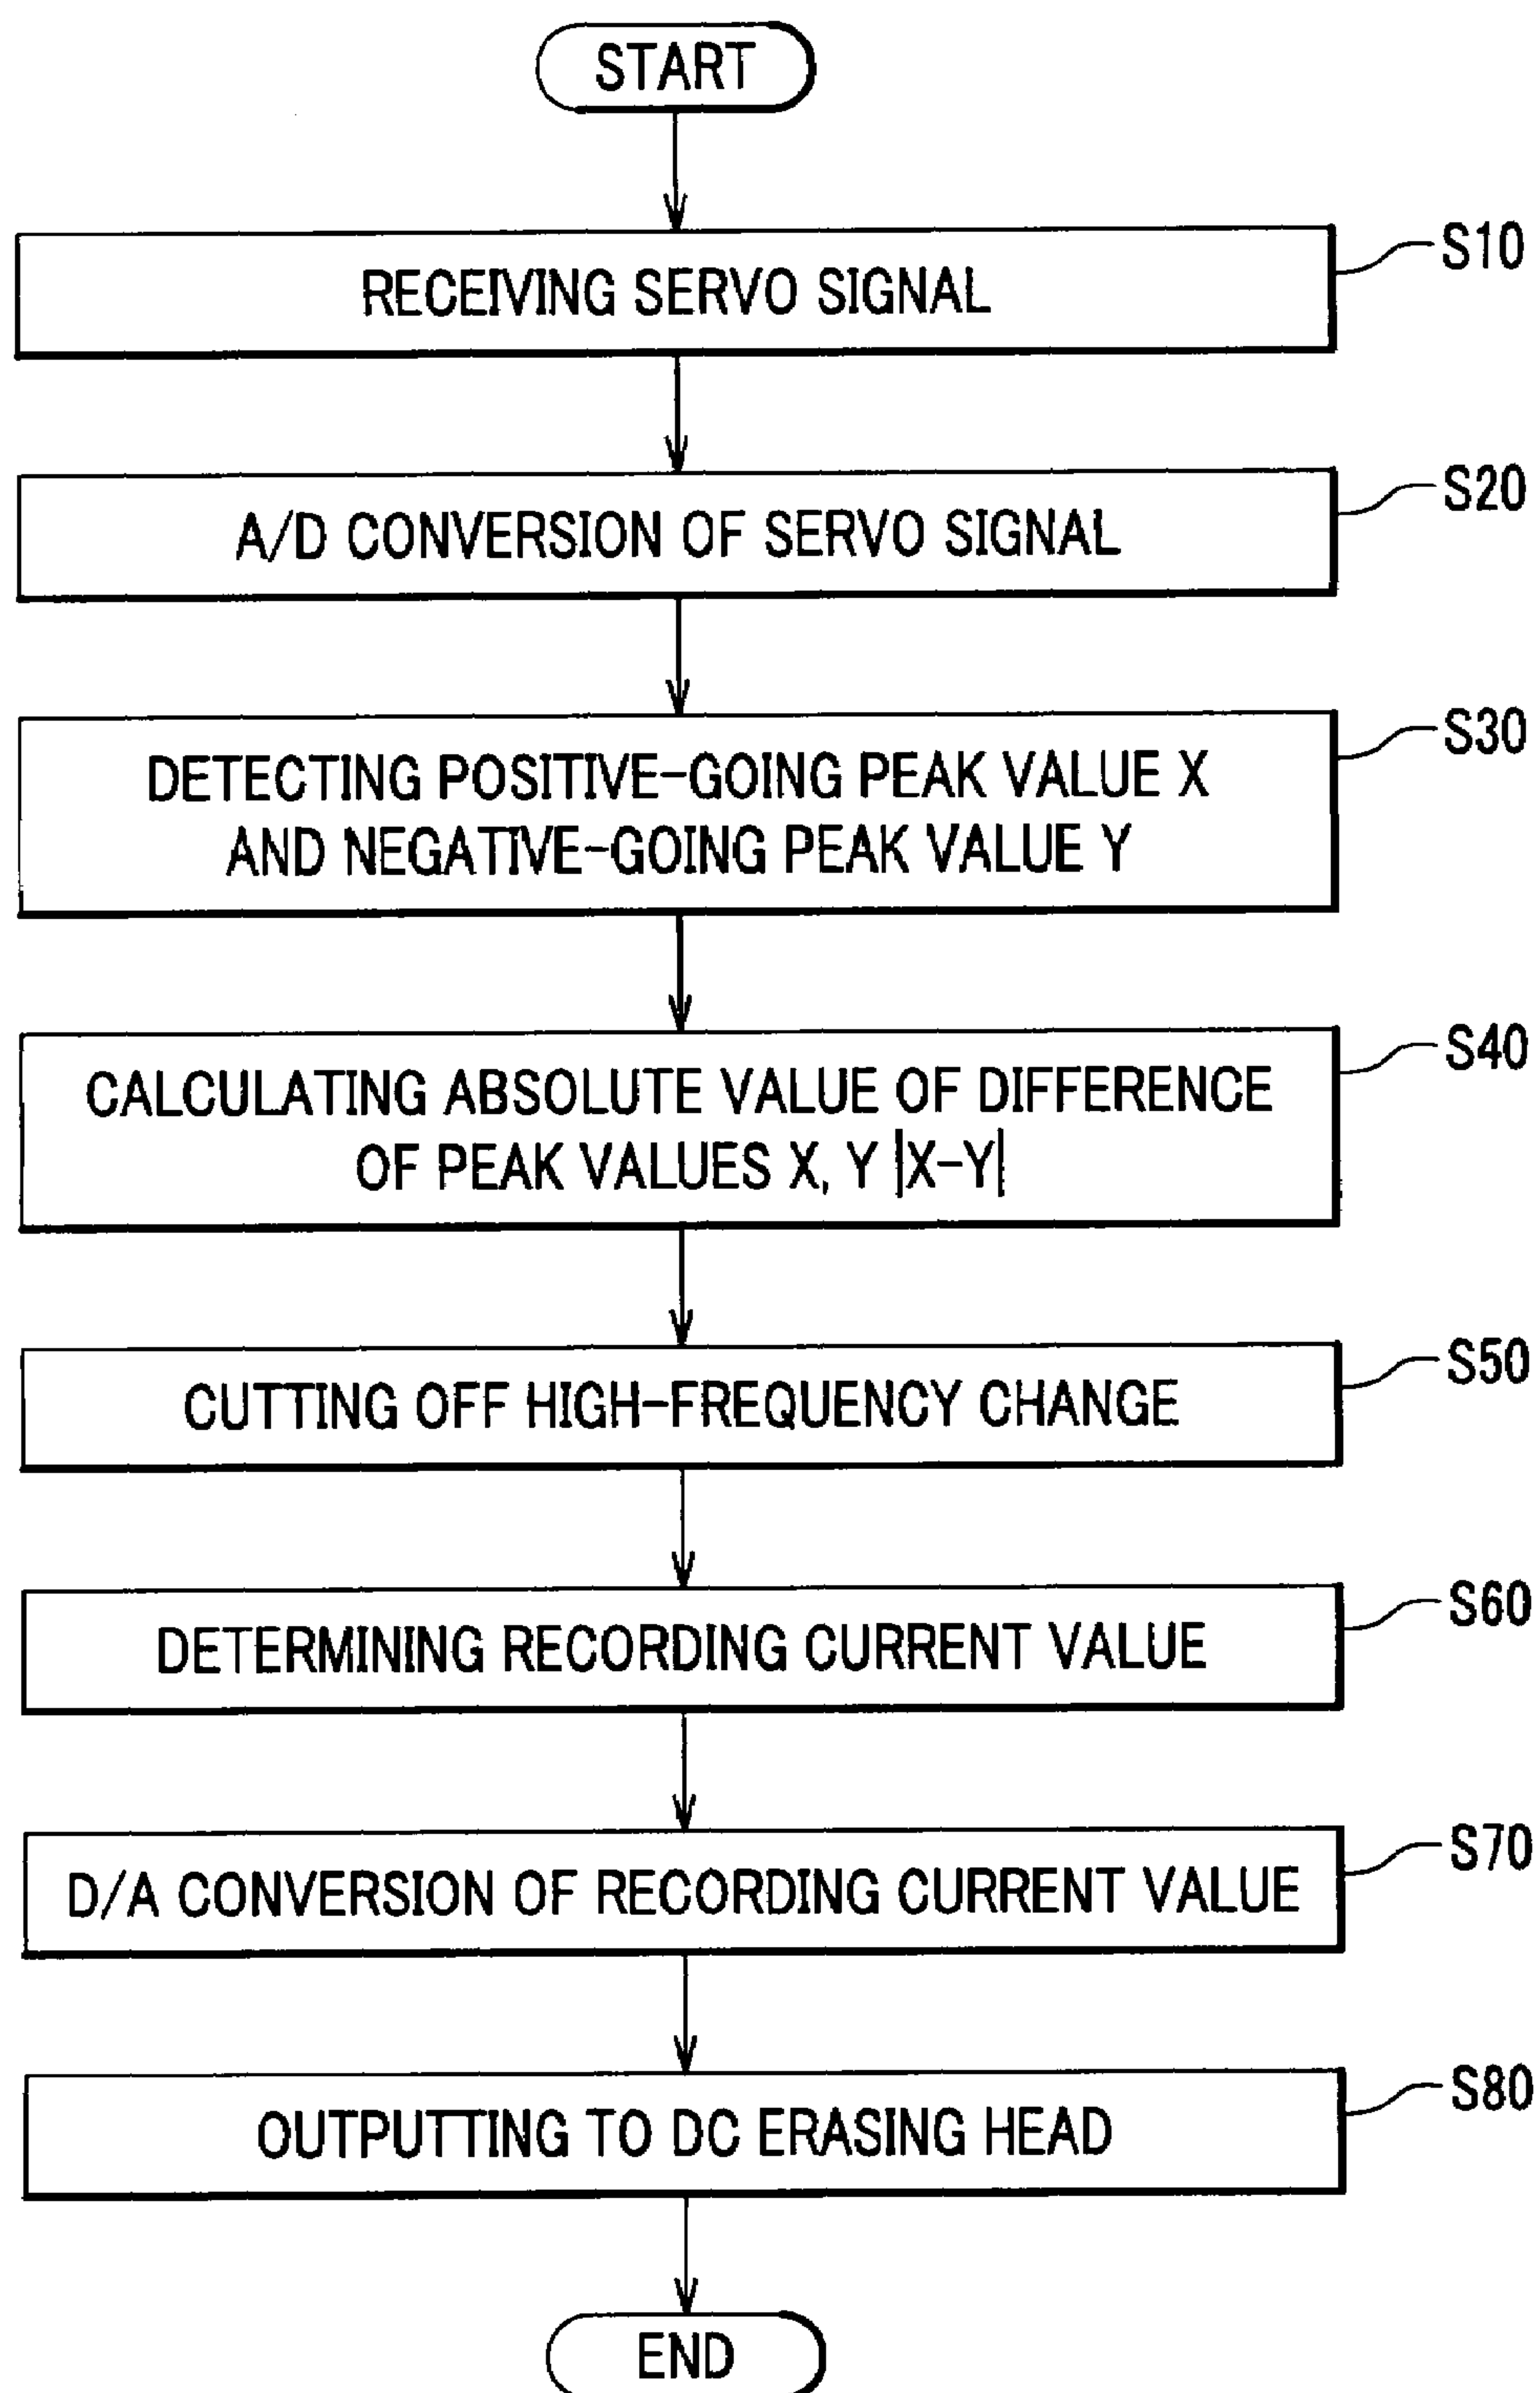 START
S10
RECEIVING SERVO SIGNAL
S20
A/D CONVERSION OF SERVO SIGNAL
S30
DETECTING POSITIVE-GOING PEAK VALUE X
AND NEGATIVE-GOING PEAK VALUE Y
S40
CALCULATING ABSOLUTE VALUE OF DIFFERENCE
OF PEAK VALUES X, Y |X-Y|
S50
CUTTING OFF HIGH-FREQUENCY CHANGE
S60
DETERMINING RECORDING CURRENT VALUE
S70
D/A CONVERSION OF RECORDING CURRENT VALUE
S80
OUTPUTTING TO DC ERASING HEAD
END